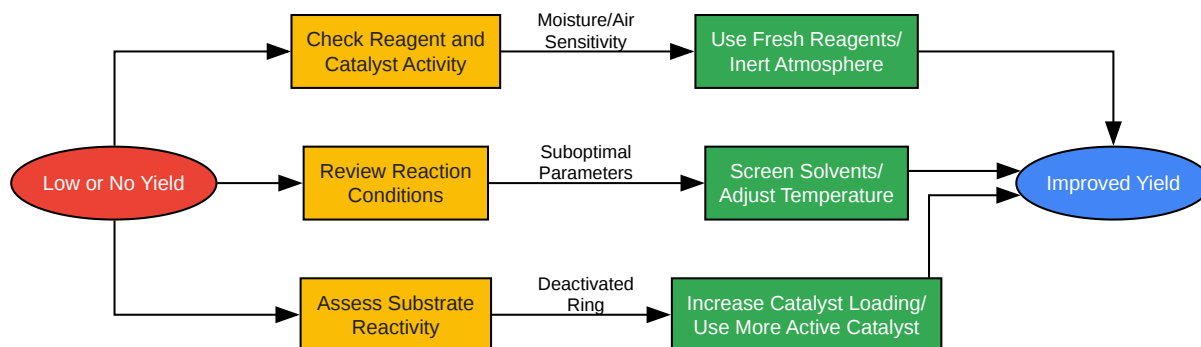 Check Reagent and
Catalyst Activity
Moisture/Air
Sensitivity
Use Fresh Reagents/
Inert Atmosphere
Low or No Yield
Review Reaction
Conditions
Suboptimal
Parameters
Screen Solvents/
Adjust Temperature
Improved Yield
Assess Substrate
Reactivity
Deactivated
Ring
Increase Catalyst Loading/
Use More Active Catalyst